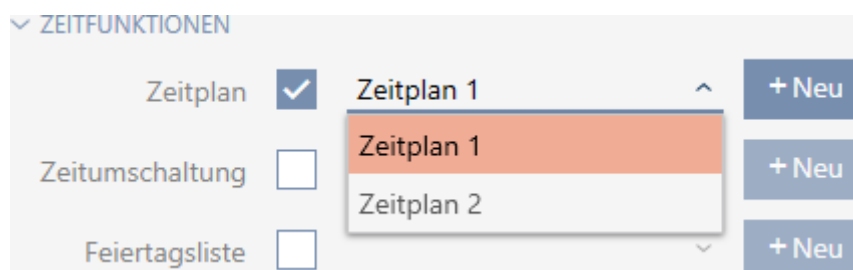 ZEITFUNKTIONEN
Zeitplan Zeitplan 1 + Neu
Zeitplan 1
Zeitumschaltung + Neu
Zeitplan 2
Feiertagsliste + Neu